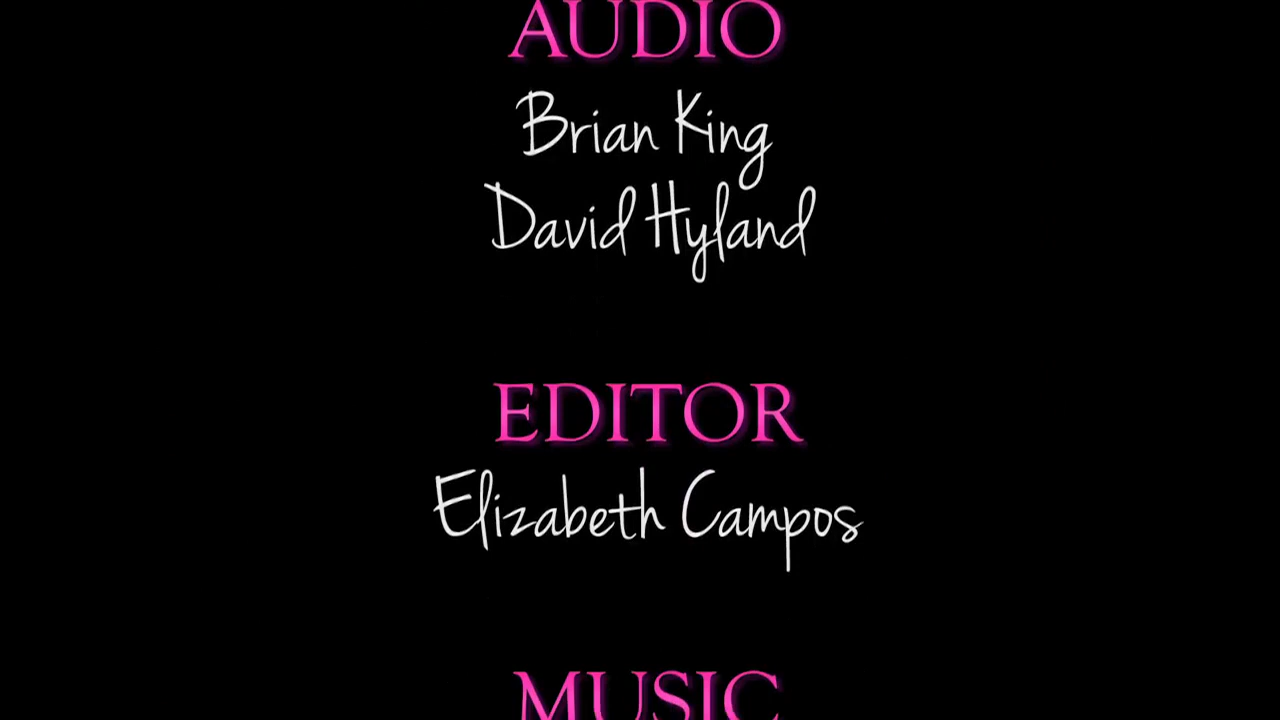 AUDIO
Brian King
David Hyland
EDITOR
Elizabeth Campos
MUSIC